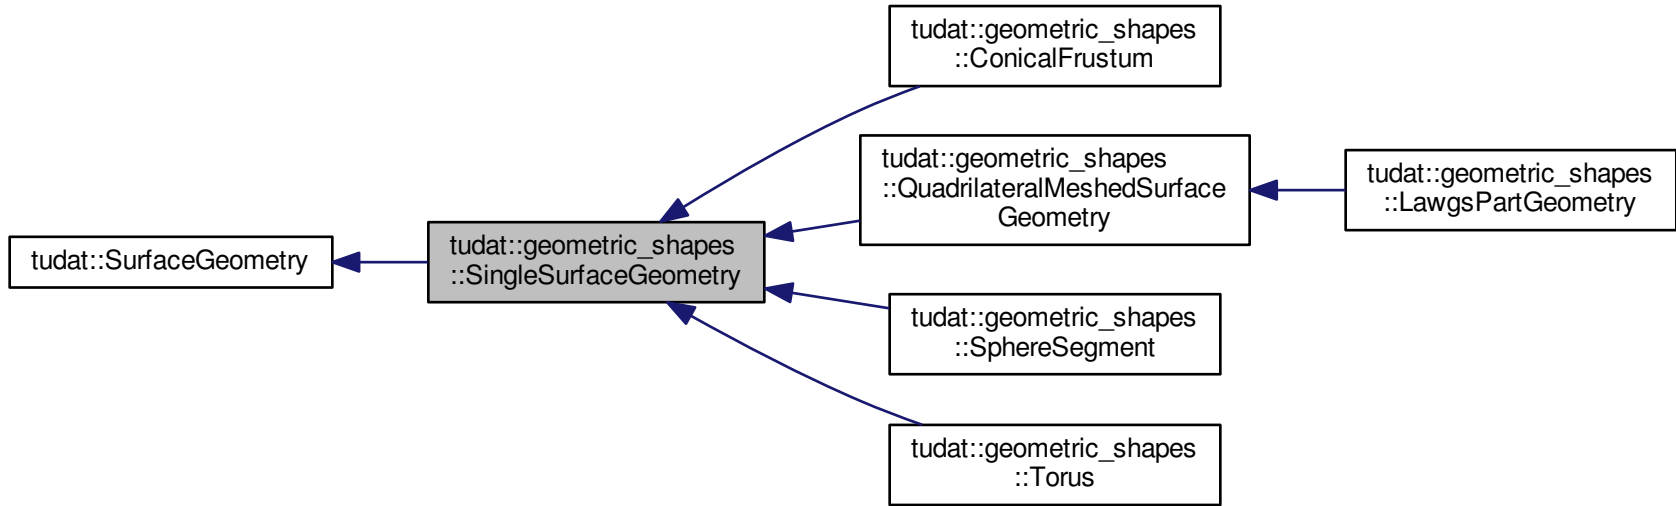 tudat::SurfaceGeometry
tudat::geometric_shapes
::SingleSurfaceGeometry
tudat::geometric_shapes
::ConicalFrustum
tudat::geometric_shapes
::QuadrilateralMeshedSurface
Geometry
tudat::geometric_shapes
::LawgsPartGeometry
tudat::geometric_shapes
::SphereSegment
tudat::geometric_shapes
::Torus